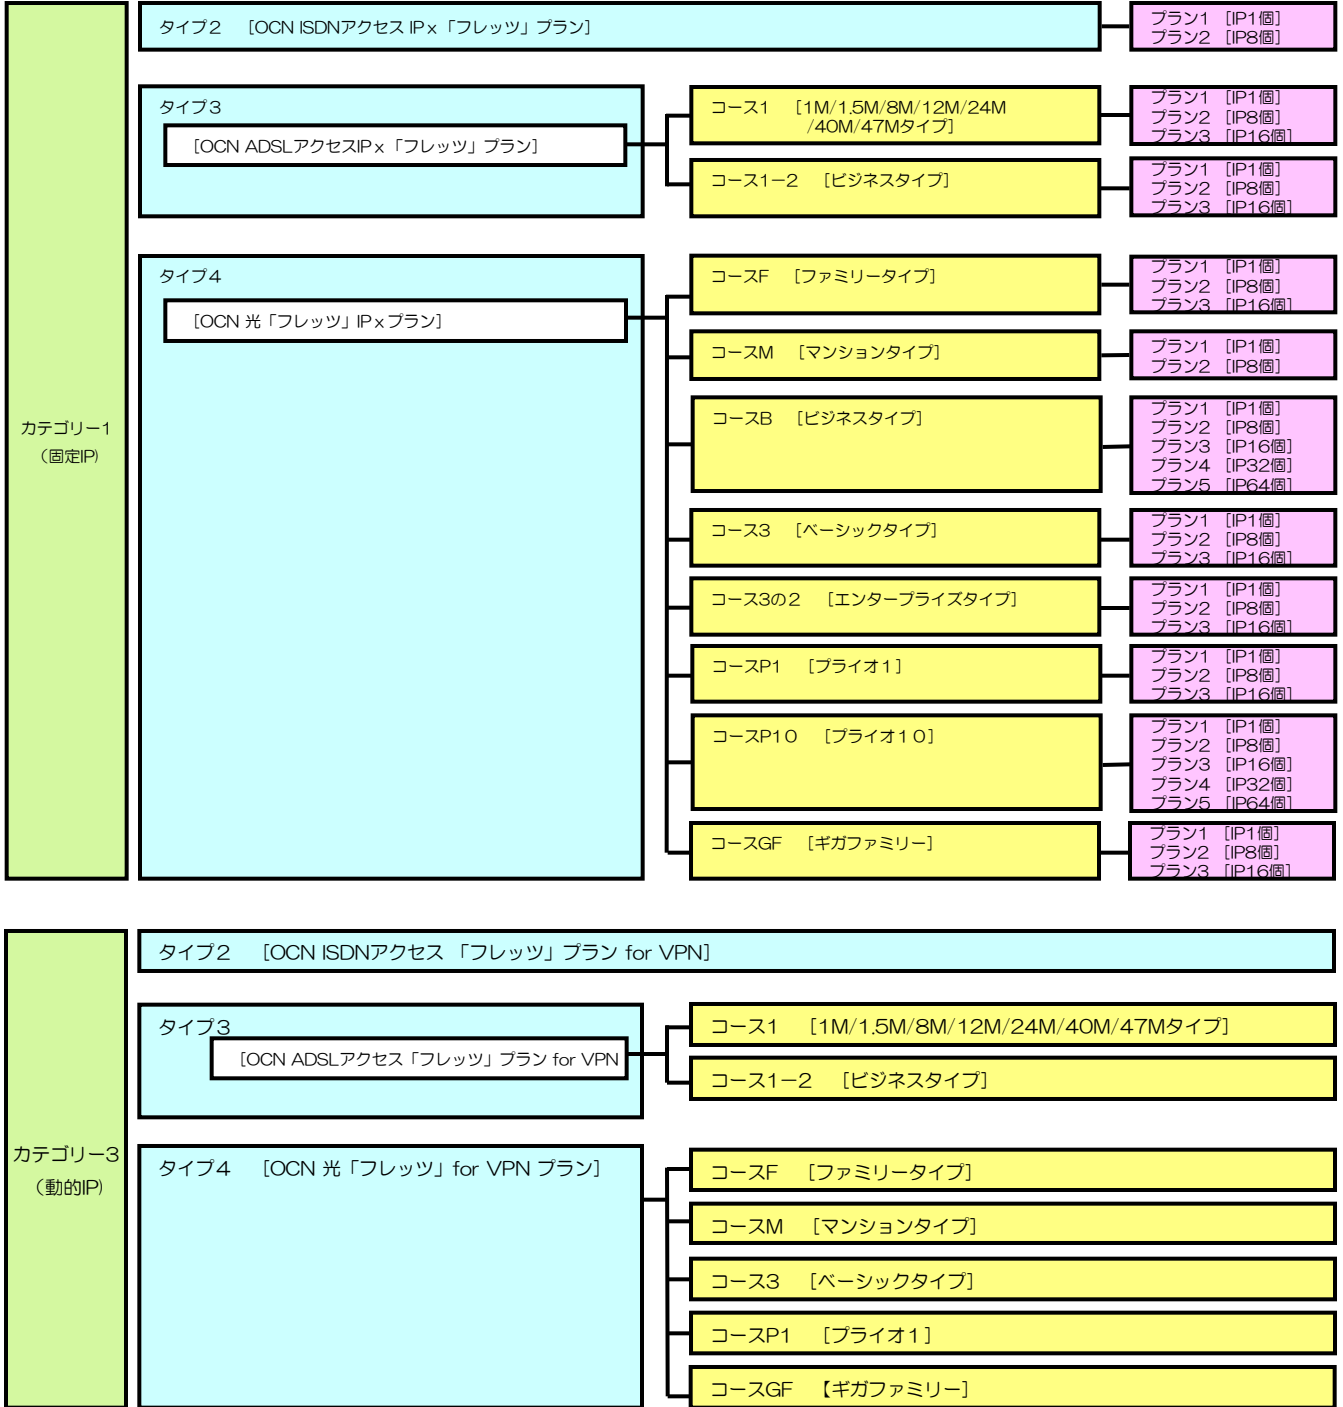 カテゴリー1
（固定IP)
タイプ２　[OCN ISDNアクセス IPｘ「フレッツ」プラン]
プラン1　[IP1個]
プラン2　[IP8個]
タイプ３
[OCN ADSLアクセスIPｘ「フレッツ」プラン]
コース1　[1M/1.5M/8M/12M/24M
/40M/47Mタイプ]
プラン1　[IP1個]
プラン2　[IP8個]
プラン3　[IP16個]
コース1－2　[ビジネスタイプ]
プラン1　[IP1個]
プラン2　[IP8個]
プラン3　[IP16個]
タイプ４
[OCN 光「フレッツ」IPｘプラン]
コースF　[ファミリータイプ]
プラン1　[IP1個]
プラン2　[IP8個]
プラン3　[IP16個]
コースM　[マンションタイプ]
プラン1　[IP1個]
プラン2　[IP8個]
コースB　[ビジネスタイプ]
プラン1　[IP1個]
プラン2　[IP8個]
プラン3　[IP16個]
プラン4　[IP32個]
プラン5　[IP64個]
コース3　[ベーシックタイプ]
プラン1　[IP1個]
プラン2　[IP8個]
プラン3　[IP16個]
コース3の２　[エンタープライズタイプ]
プラン1　[IP1個]
プラン2　[IP8個]
プラン3　[IP16個]
コースP1　[プライオ１]
プラン1　[IP1個]
プラン2　[IP8個]
プラン3　[IP16個]
コースP1０　[プライオ１０]
プラン1　[IP1個]
プラン2　[IP8個]
プラン3　[IP16個]
プラン4　[IP32個]
プラン5　[IP64個]
コースGF　[ギガファミリー]
プラン1　[IP1個]
プラン2　[IP8個]
プラン3　[IP16個]
カテゴリー3
（動的IP)
タイプ２　[OCN ISDNアクセス 「フレッツ」プラン for VPN]
タイプ３
[OCN ADSLアクセス「フレッツ」プラン for VPN
コース1　[1M/1.5M/8M/12M/24M/40M/47Mタイプ]
コース1－2　[ビジネスタイプ]
タイプ４　[OCN 光「フレッツ」for VPN プラン]
コースF　[ファミリータイプ]
コースM　[マンションタイプ]
コース3　[ベーシックタイプ]
コースP1　[プライオ１]
コースGF　【ギガファミリー]